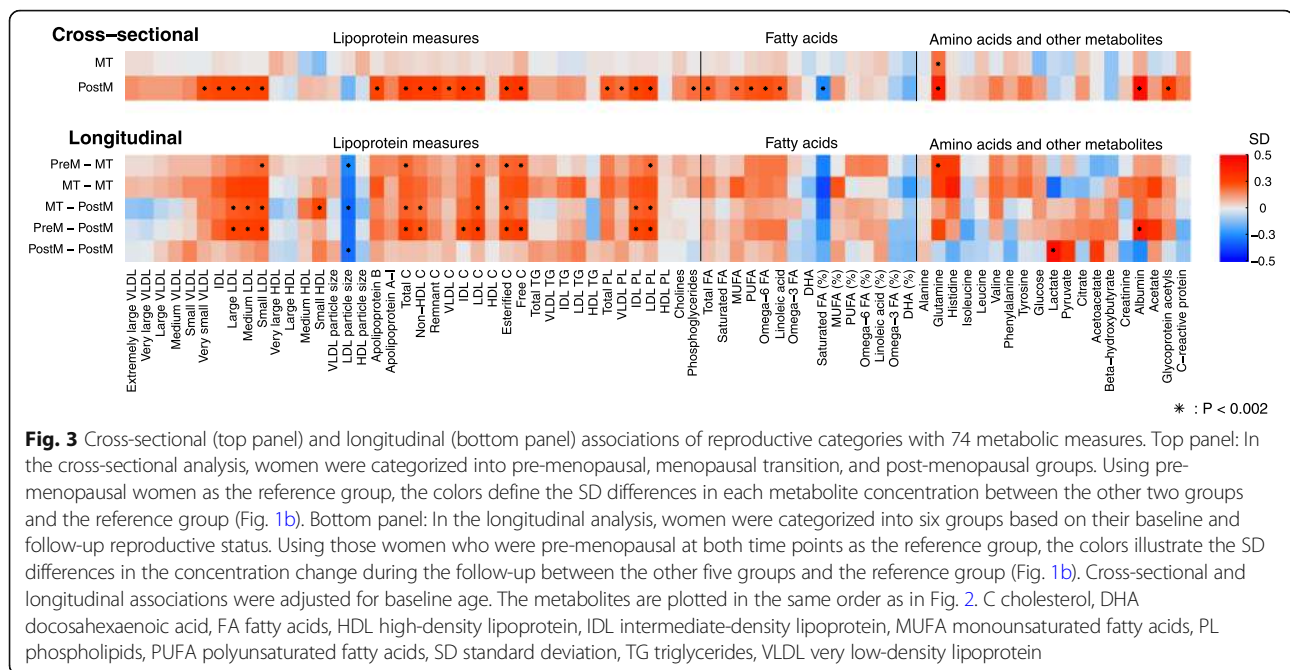 Cross−sectional
Lipoprotein measures
Fatty acids
Amino acids and other metabolites
MT
PostM
Longitudinal
Lipoprotein measures
Fatty acids
Amino acids and other metabolites
PreM − MT
MT − MT
MT − PostM
PreM − PostM
PostM − PostM
SD
0.5
0.3
0
−0.3
−0.5
Extremely large VLDL
Very large VLDL
Large VLDL
Medium VLDL
Small VLDL
Very small VLDL
IDL
Large LDL
Medium LDL
Small LDL
Very large HDL
Large HDL
Medium HDL
Small HDL
VLDL particle size
LDL particle size
HDL particle size
Apolipoprotein B
Apolipoprotein A−I
Total C
Non−HDL C
Remnant C
VLDL C
IDL C
LDL C
HDL C
Esterified C
Free C
Total TG
VLDL TG
IDL TG
LDL TG
HDL TG
Total PL
VLDL PL
IDL PL
LDL PL
HDL PL
Cholines
Phosphoglycerides
Total FA
Saturated FA
MUFA
PUFA
Omega−6 FA
Linoleic acid
Omega−3 FA
DHA
Saturated FA (%)
MUFA (%)
PUFA (%)
Omega−6 FA (%)
Linoleic acid (%)
Omega−3 FA (%)
DHA (%)
Alanine
Glutamine
Histidine
Isoleucine
Leucine
Valine
Phenylalanine
Tyrosine
Glucose
Lactate
Pyruvate
Citrate
Acetoacetate
Beta−hydroxybutyrate
Creatinine
Albumin
Acetate
Glycoprotein acetyls
C−reactive protein
✳ : P < 0.002
Fig. 3 Cross-sectional (top panel) and longitudinal (bottom panel) associations of reproductive categories with 74 metabolic measures. Top panel: In
the cross-sectional analysis, women were categorized into pre-menopausal, menopausal transition, and post-menopausal groups. Using pre-
menopausal women as the reference group, the colors define the SD differences in each metabolite concentration between the other two groups
and the reference group (Fig. 1b). Bottom panel: In the longitudinal analysis, women were categorized into six groups based on their baseline and
follow-up reproductive status. Using those women who were pre-menopausal at both time points as the reference group, the colors illustrate the SD
differences in the concentration change during the follow-up between the other five groups and the reference group (Fig. 1b). Cross-sectional and
longitudinal associations were adjusted for baseline age. The metabolites are plotted in the same order as in Fig. 2. C cholesterol, DHA
docosahexaenoic acid, FA fatty acids, HDL high-density lipoprotein, IDL intermediate-density lipoprotein, MUFA monounsaturated fatty acids, PL
phospholipids, PUFA polyunsaturated fatty acids, SD standard deviation, TG triglycerides, VLDL very low-density lipoprotein